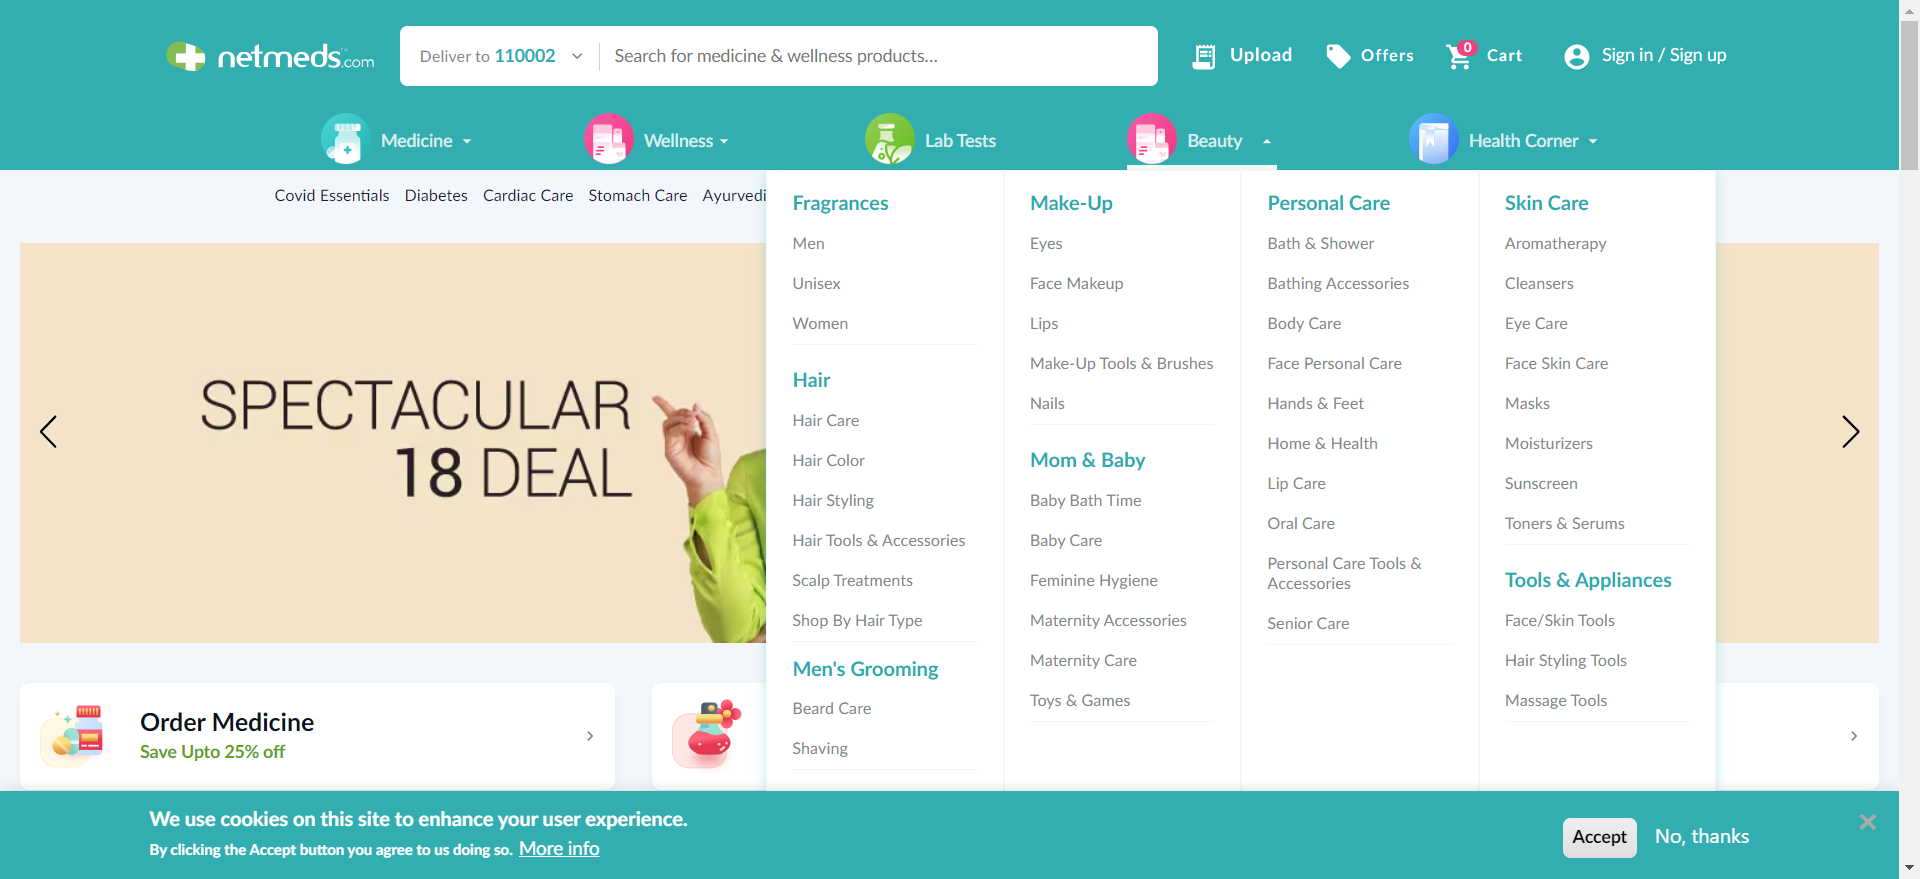 netmeds.com
Deliver to 110002
Search for medicine & wellness products...
Upload
Offers
0
Cart
Sign in / Sign up
Medicine
Wellness
Lab Tests
Beauty
Health Corner
Covid Essentials
Diabetes
Cardiac Care
Stomach Care
Ayurvedi
Fragrances
Men
Unisex
Women
Hair
Hair Care
Hair Color
Hair Styling
Hair Tools & Accessories
Scalp Treatments
Shop By Hair Type
Men's Grooming
Beard Care
Shaving
Make-Up
Eyes
Face Makeup
Lips
Make-Up Tools & Brushes
Nails
Mom & Baby
Baby Bath Time
Baby Care
Feminine Hygiene
Maternity Accessories
Maternity Care
Toys & Games
Personal Care
Bath & Shower
Bathing Accessories
Body Care
Face Personal Care
Hands & Feet
Home & Health
Lip Care
Oral Care
Personal Care Tools &
Accessories
Senior Care
Skin Care
Aromatherapy
Cleansers
Eye Care
Face Skin Care
Masks
Moisturizers
Sunscreen
Toners & Serums
Tools & Appliances
Face/Skin Tools
Hair Styling Tools
Massage Tools
SPECTACULAR
18 DEAL
Order Medicine
Save Upto 25% off
We use cookies on this site to enhance your user experience.
By clicking the Accept button you agree to us doing so. More info
Accept
No, thanks